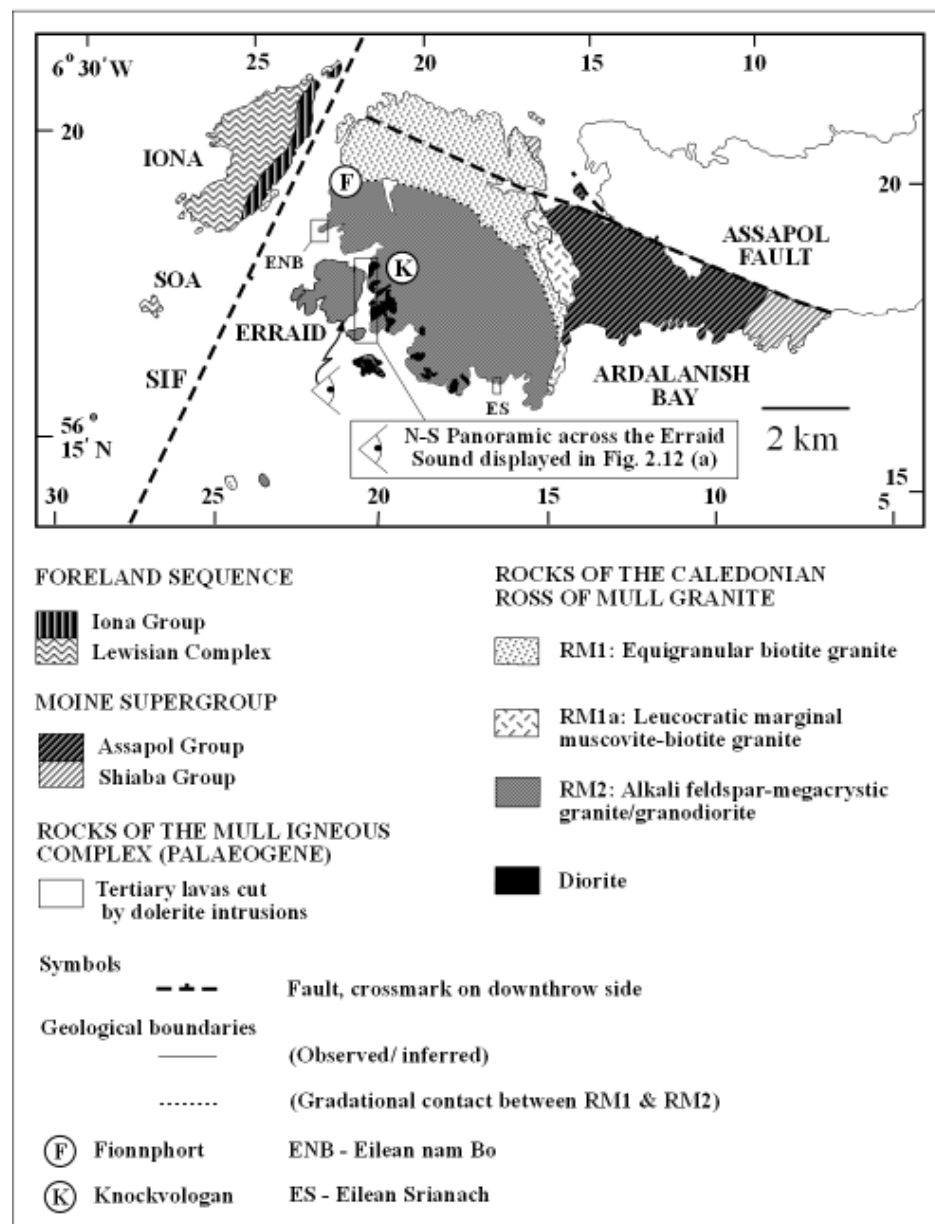 6° 30′ W
25
20
15
10
20
IONA
F
20
ASSAPOL
FAULT
ENB
K
SOA
ERRAID
SIF
ARDALANISH
BAY
ES
56°
15′ N
N-S Panoramic across the Erraid
Sound displayed in Fig. 2.12 (a)
2 km
30
25
20
15
10
15
5
FORELAND SEQUENCE
Iona Group
Lewisian Complex
MOINE SUPERGROUP
Assapol Group
Shiaba Group
ROCKS OF THE MULL IGNEOUS
COMPLEX (PALAEOGENE)
Tertiary lavas cut
by dolerite intrusions
ROCKS OF THE CALEDONIAN
ROSS OF MULL GRANITE
RM1: Equigranular biotite granite
RM1a: Leucocratic marginal
muscovite-biotite granite
RM2: Alkali feldspar-megacrystic
granite/granodiorite
Diorite
Symbols
Fault, crossmark on downthrow side
Geological boundaries
(Observed/ inferred)
(Gradational contact between RM1 & RM2)
F Fionnphort
ENB - Eilean nam Bo
K Knockvologan
ES - Eilean Srianach